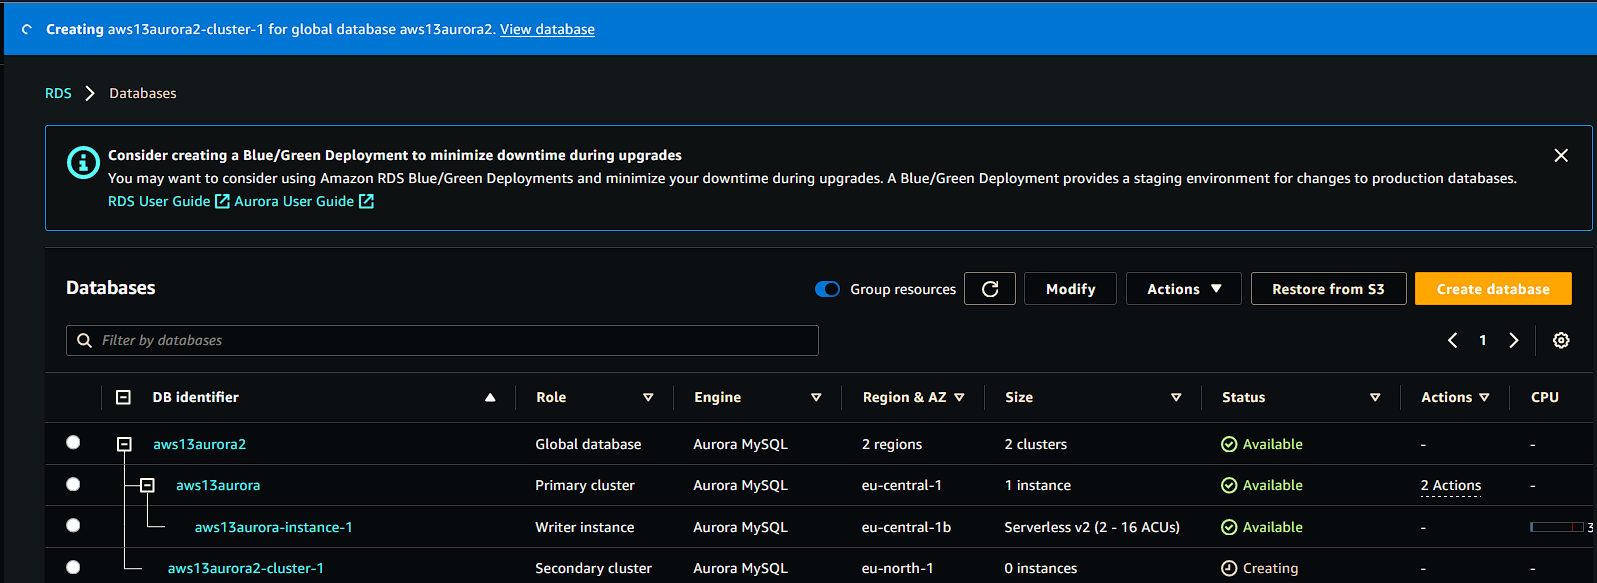 Creating aws13aurora2-cluster-1 for global database aws13aurora2. View database
RDS > Databases
Consider creating a Blue/Green Deployment to minimize downtime during upgrades
You may want to consider using Amazon RDS Blue/Green Deployments and minimize your downtime during upgrades. A Blue/Green Deployment provides a staging environment for changes to production databases.
RDS User Guide Aurora User Guide
Databases Group resources Modify Actions Restore from S3 Create database
Filter by databases 1
DB identifier Role Engine Region & AZ Size Status Actions CPU
aws13aurora2 Global database Aurora MySQL 2 regions 2 clusters Available - -
aws13aurora Primary cluster Aurora MySQL eu-central-1 1 instance Available 2 Actions -
aws13aurora-instance-1 Writer instance Aurora MySQL eu-central-1b Serverless v2 (2 - 16 ACUs) Available - 3
aws13aurora2-cluster-1 Secondary cluster Aurora MySQL eu-north-1 0 instances Creating - -